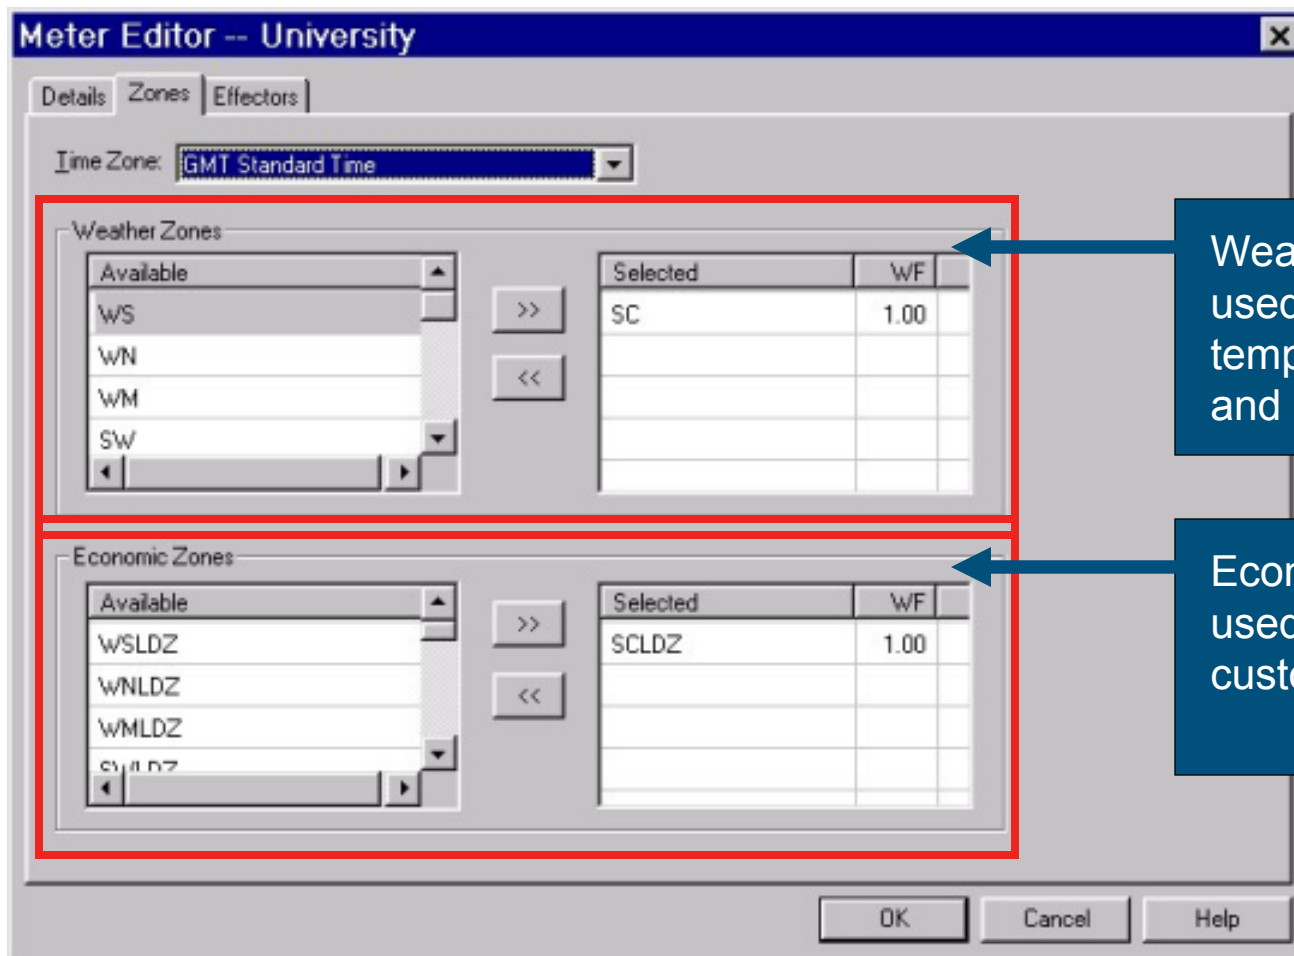 Meter Editor -- University
Details Zones Effectors
Time Zone: GMT Standard Time
Weather Zones
Available
WS
WN
WM
SW
>>
<<
Selected WF
SC 1.00
and
Economic Zones
Available
WSLDZ
WNLDZ
WMLDZ
SWLDZ
>>
<<
Selected WF
SCLDZ 1.00
OK Cancel Help